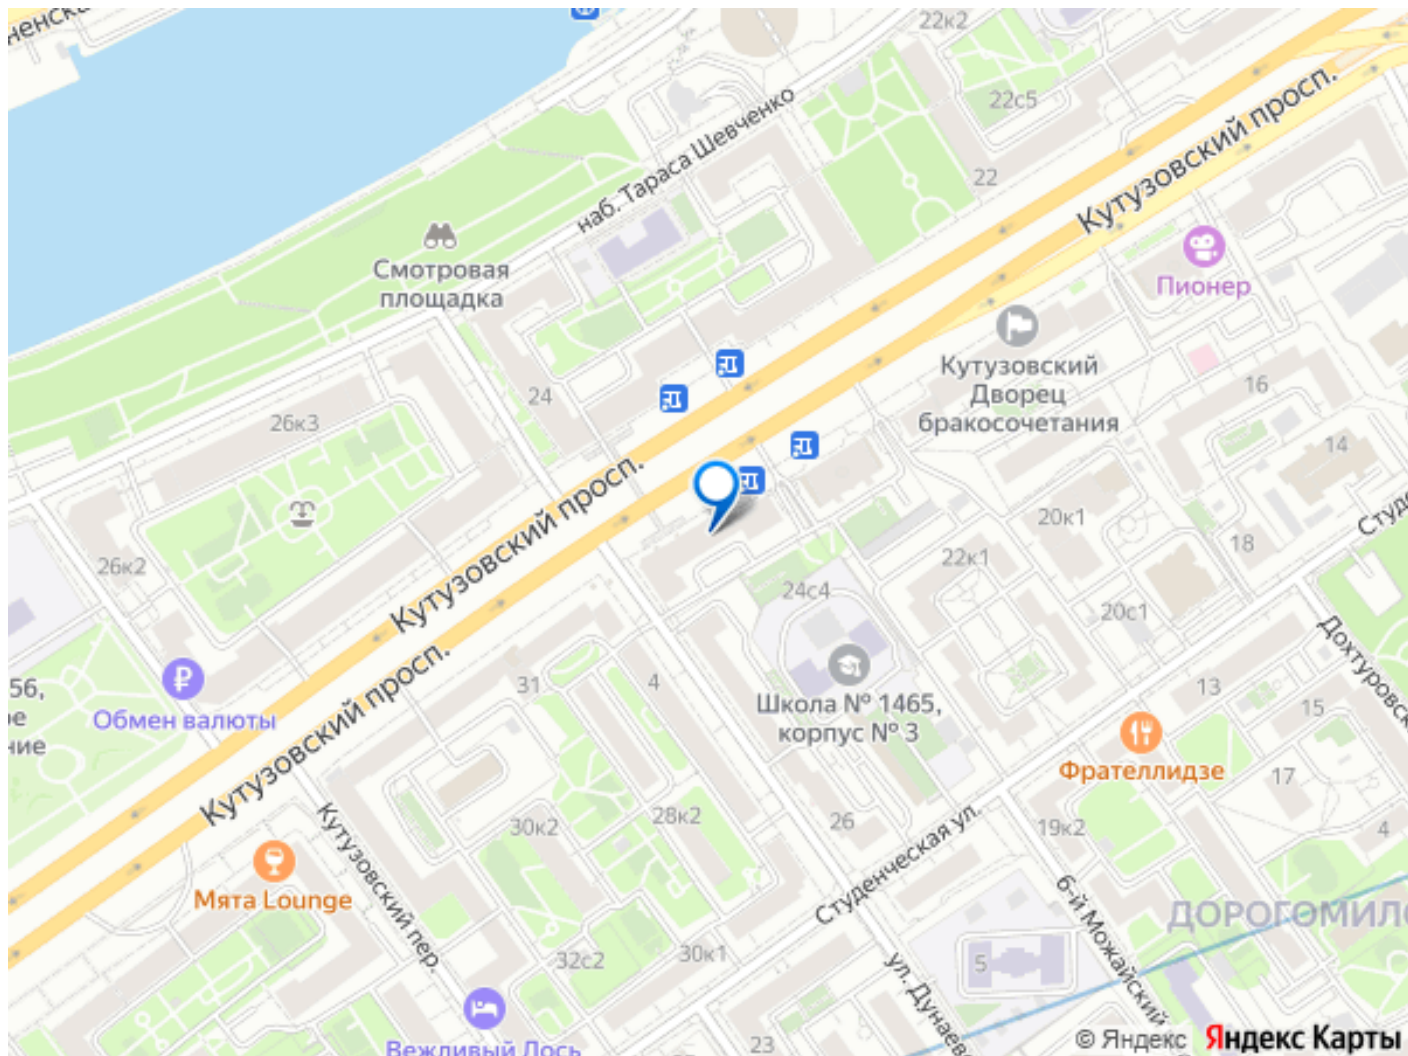 22к2
22с5
Кутузовский просп.
наб. Тараса Шевченко
22
Пионер
Смотровая
площадка
Кутузовский
Дворец
бракосочетания
24
16
26к3
14
Кутузовский просп.
20к1
18
26к2
22к1
24с4
20с1
Кутузовский просп.
31
4
Школа № 1465,
корпус № 3
13
15
56,
Обмен валюты
Фрателлидзе
17
30к2
28к2
26
19к2
4
Студенческая ул.
Мята Lounge
Кутузовский пер.
6-й Можайский
ДОРОГОМИЛО
32с2
30к1
5
ул. Дунаевс
23
Вежливый Лось
© Яндекс Яндекс Карты